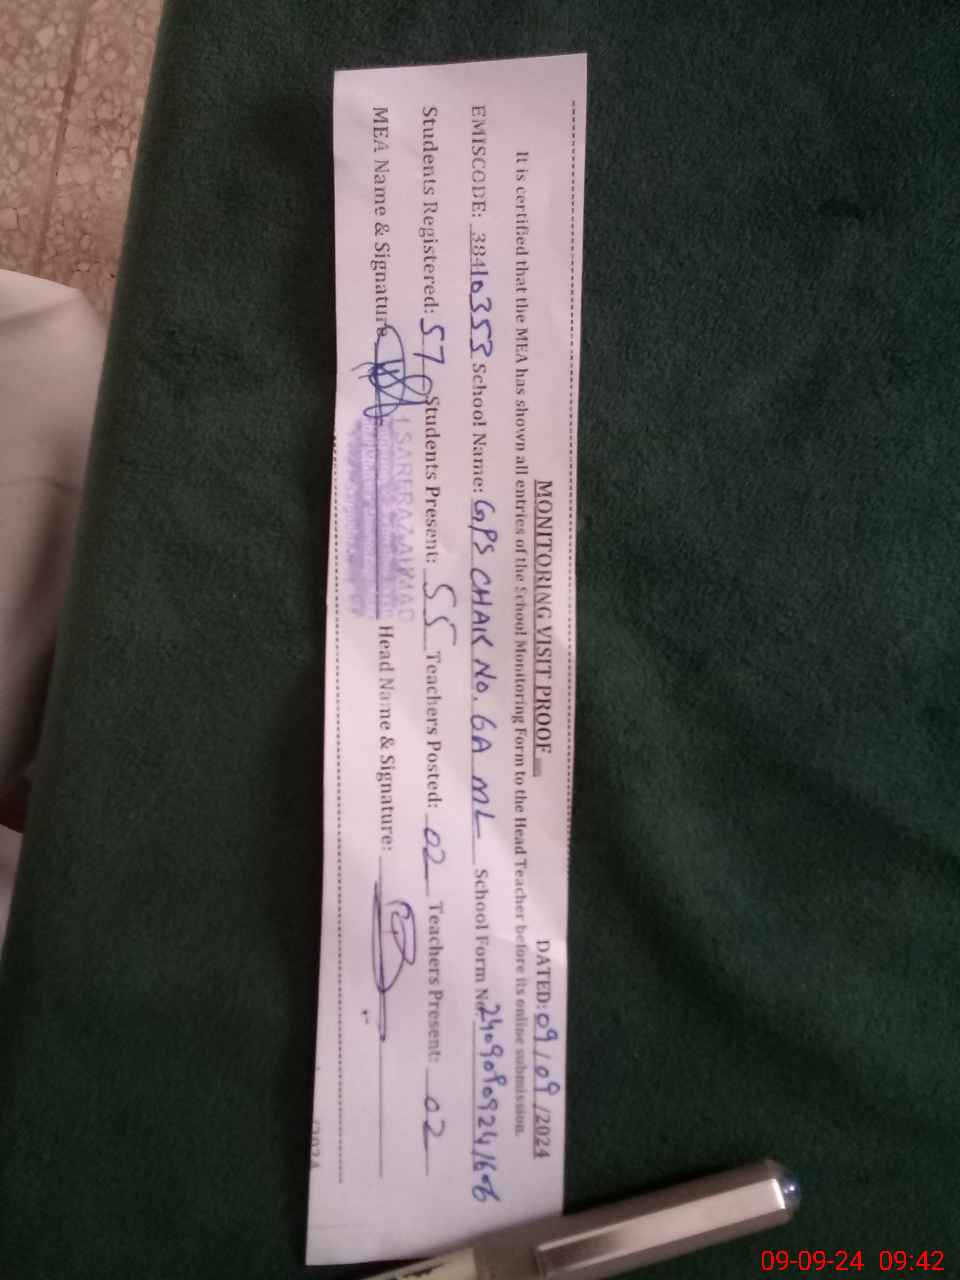 MONITORING VISIT PROOF DATED: 09/09/2024
It is certified that the MEA has shown all entries of the School Monitoring Form to the Head Teacher before its online submission.
EMISCODE: 38410353 School Name: GPS CHAK No. 6A ML School Form No.
Students Registered: 57 Students Present: 55 Teachers Posted: 02 Teachers Present: 02
MEA Name & Signature Head Name & Signature:
/2024
09-09-24 09:42